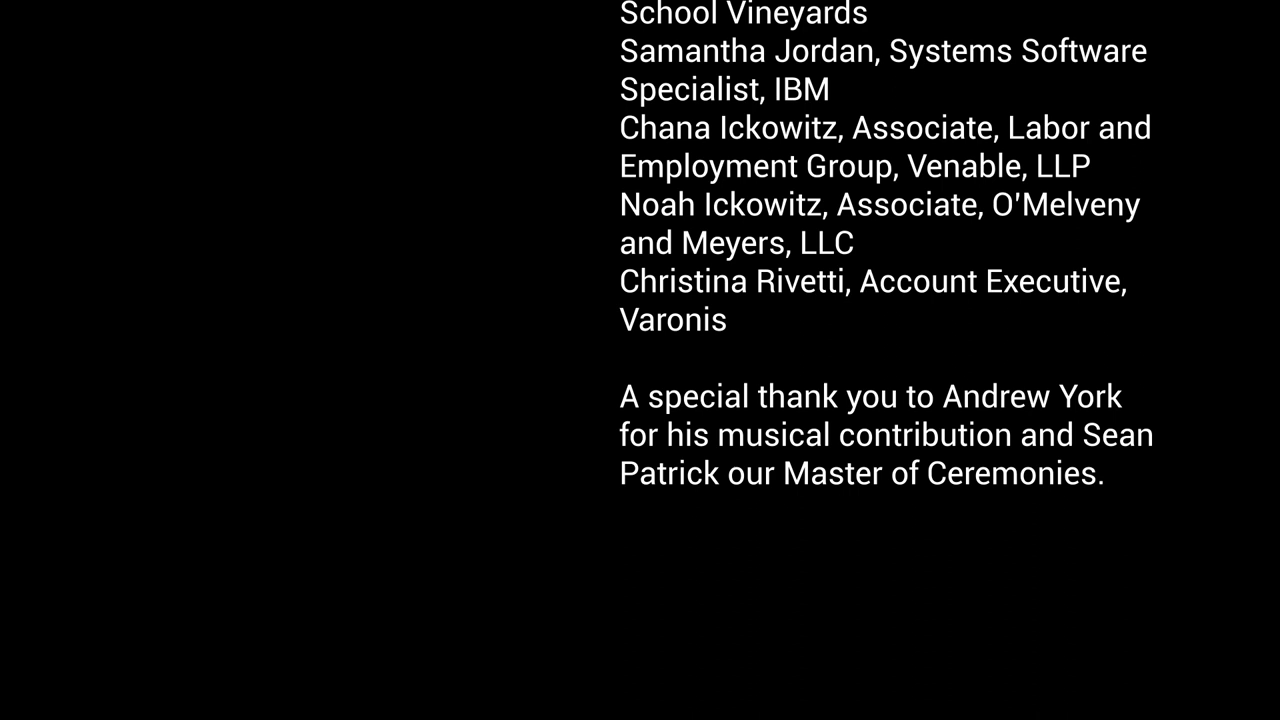 School Vineyards
Samantha Jordan, Systems Software
Specialist, IBM
Chana Ickowitz, Associate, Labor and
Employment Group, Venable, LLP
Noah Ickowitz, Associate, O'Melveny
and Meyers, LLC
Christina Rivetti, Account Executive,
Varonis
A special thank you to Andrew York
for his musical contribution and Sean
Patrick our Master of Ceremonies.